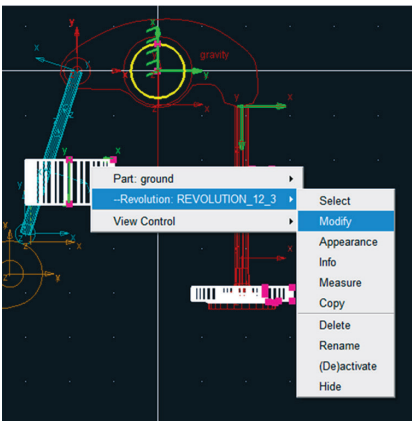 y
x
gravity
x
y
x
y
z
x
x
y
x
Part: ground
--Revolution: REVOLUTION_12_3
View Control
Select
Modify
Appearance
Info
Measure
Copy
Delete
Rename
(De)activate
Hide
x
y
x
z
x
z
y